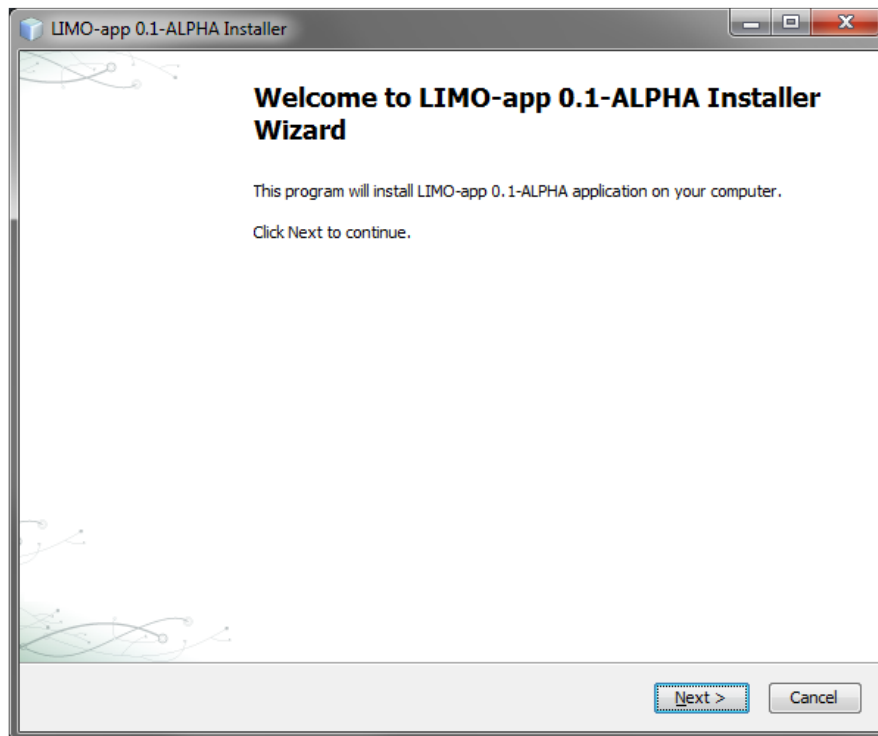 LIMO-app 0.1-ALPHA Installer
Welcome to LIMO-app 0.1-ALPHA Installer
Wizard
This program will install LIMO-app 0.1-ALPHA application on your computer.
Click Next to continue.
Next >
Cancel